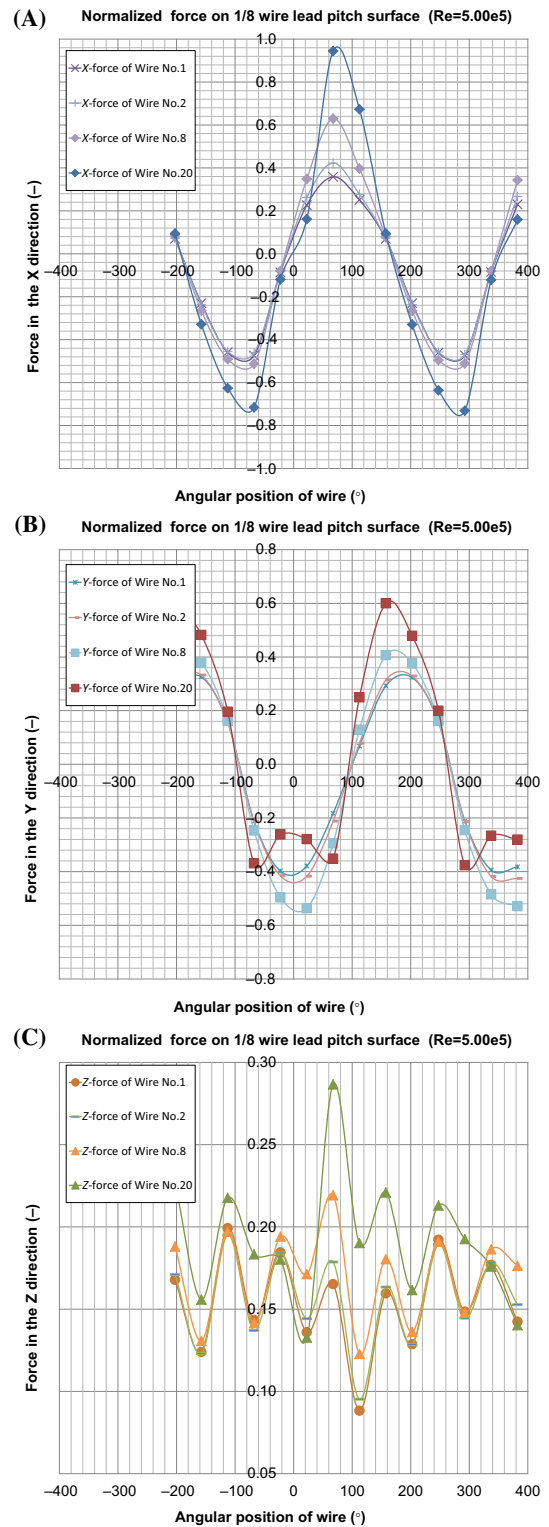 (A)
Normalized force on 1/8 wire lead pitch surface (Re=5.00e5)
1.0
X-force of Wire No.1
0.8
X-force of Wire No.2
0.6
X-force of Wire No.8
0.4
X-force of Wire No.20
0.2
0.0
−400 −300 −200 −100 0 100 200 300 400
−0.2
−0.4
−0.6
−0.8
−1.0
Force in the X direction (–)
Angular position of wire (°)
(B)
Normalized force on 1/8 wire lead pitch surface (Re=5.00e5)
0.8
Y-force of Wire No.1
0.6
Y-force of Wire No.2
0.4
Y-force of Wire No.8
0.2
Y-force of Wire No.20
0.0
−400 −300 −200 −100 0 100 200 300 400
−0.2
−0.4
−0.6
−0.8
Force in the Y direction (–)
Angular position of wire (°)
(C)
Normalized force on 1/8 wire lead pitch surface (Re=5.00e5)
0.30
Z-force of Wire No.1
Z-force of Wire No.2
0.25
Z-force of Wire No.8
Z-force of Wire No.20
0.20
0.15
0.10
0.05
−400 −300 −200 −100 0 100 200 300 400
Force in the Z direction (–)
Angular position of wire (°)